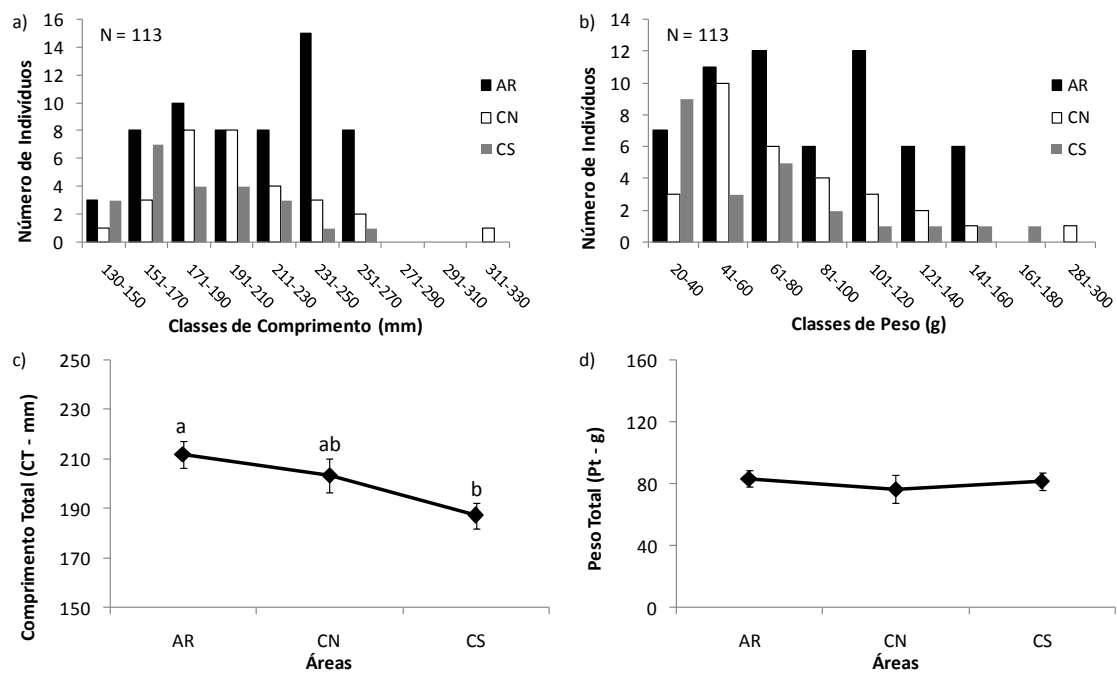 a)
N = 113
16
14
12
10
8
6
4
2
0
Número de Indivíduos
AR
CN
CS
130-150
151-170
171-190
191-210
211-230
231-250
251-270
271-290
291-310
311-330
Classes de Comprimento (mm)
b)
N = 113
14
12
10
8
6
4
2
0
Número de Indivíduos
AR
CN
CS
20-40
41-60
61-80
81-100
101-120
121-140
141-160
161-180
281-300
Classes de Peso (g)
c)
250
230
210
190
170
150
Comprimento Total (CT - mm)
a
ab
b
AR
CN
CS
Áreas
d)
160
120
80
40
0
Peso Total (Pt - g)
AR
CN
CS
Áreas